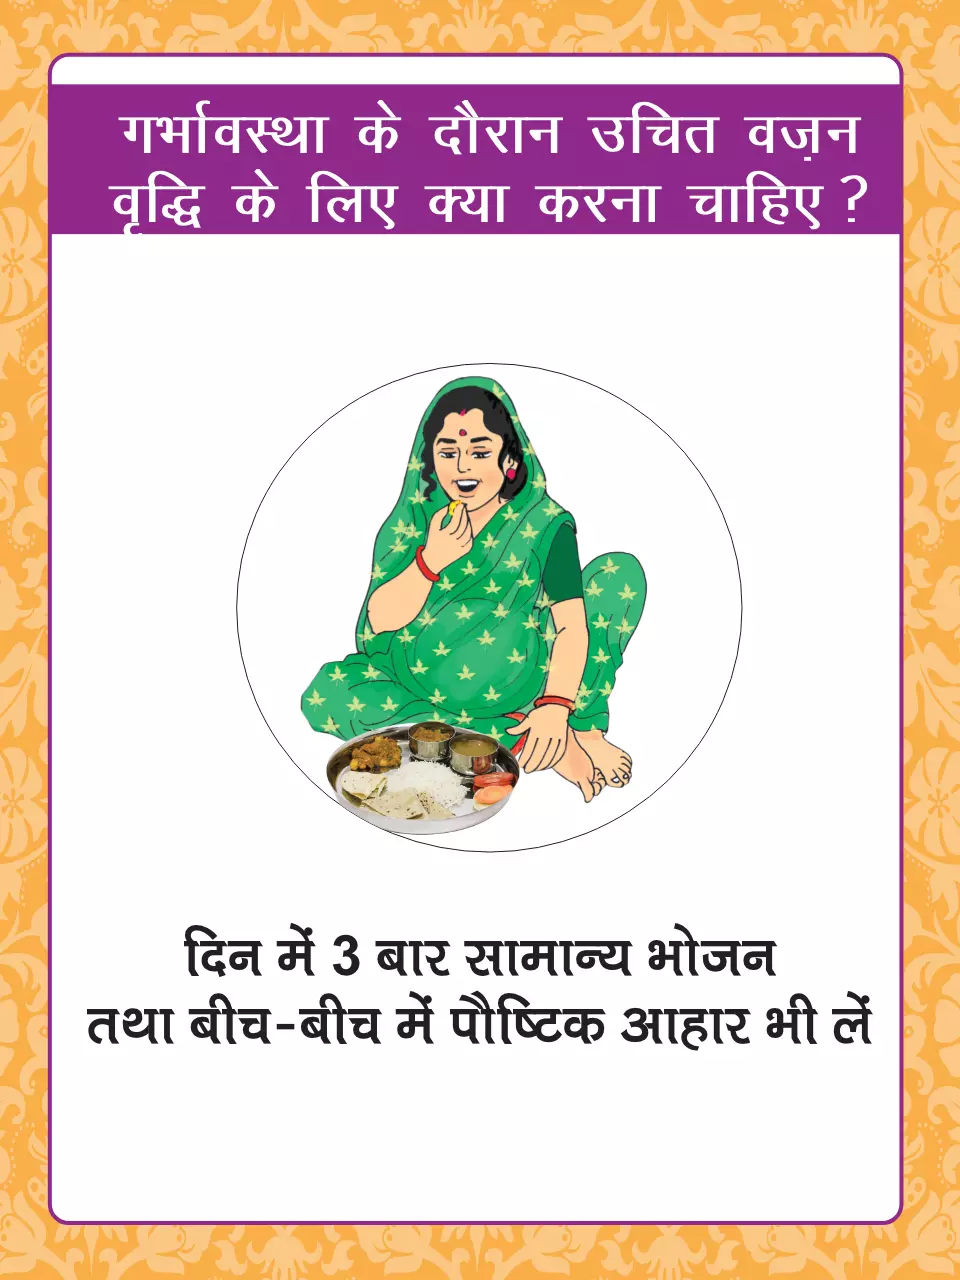 गर्भावस्था के दौरान उचित वज़न
वृद्धि के लिए क्या करना चाहिए ?
दिन में 3 बार सामान्य भोजन
तथा बीच-बीच में पौष्टिक आहार भी लें